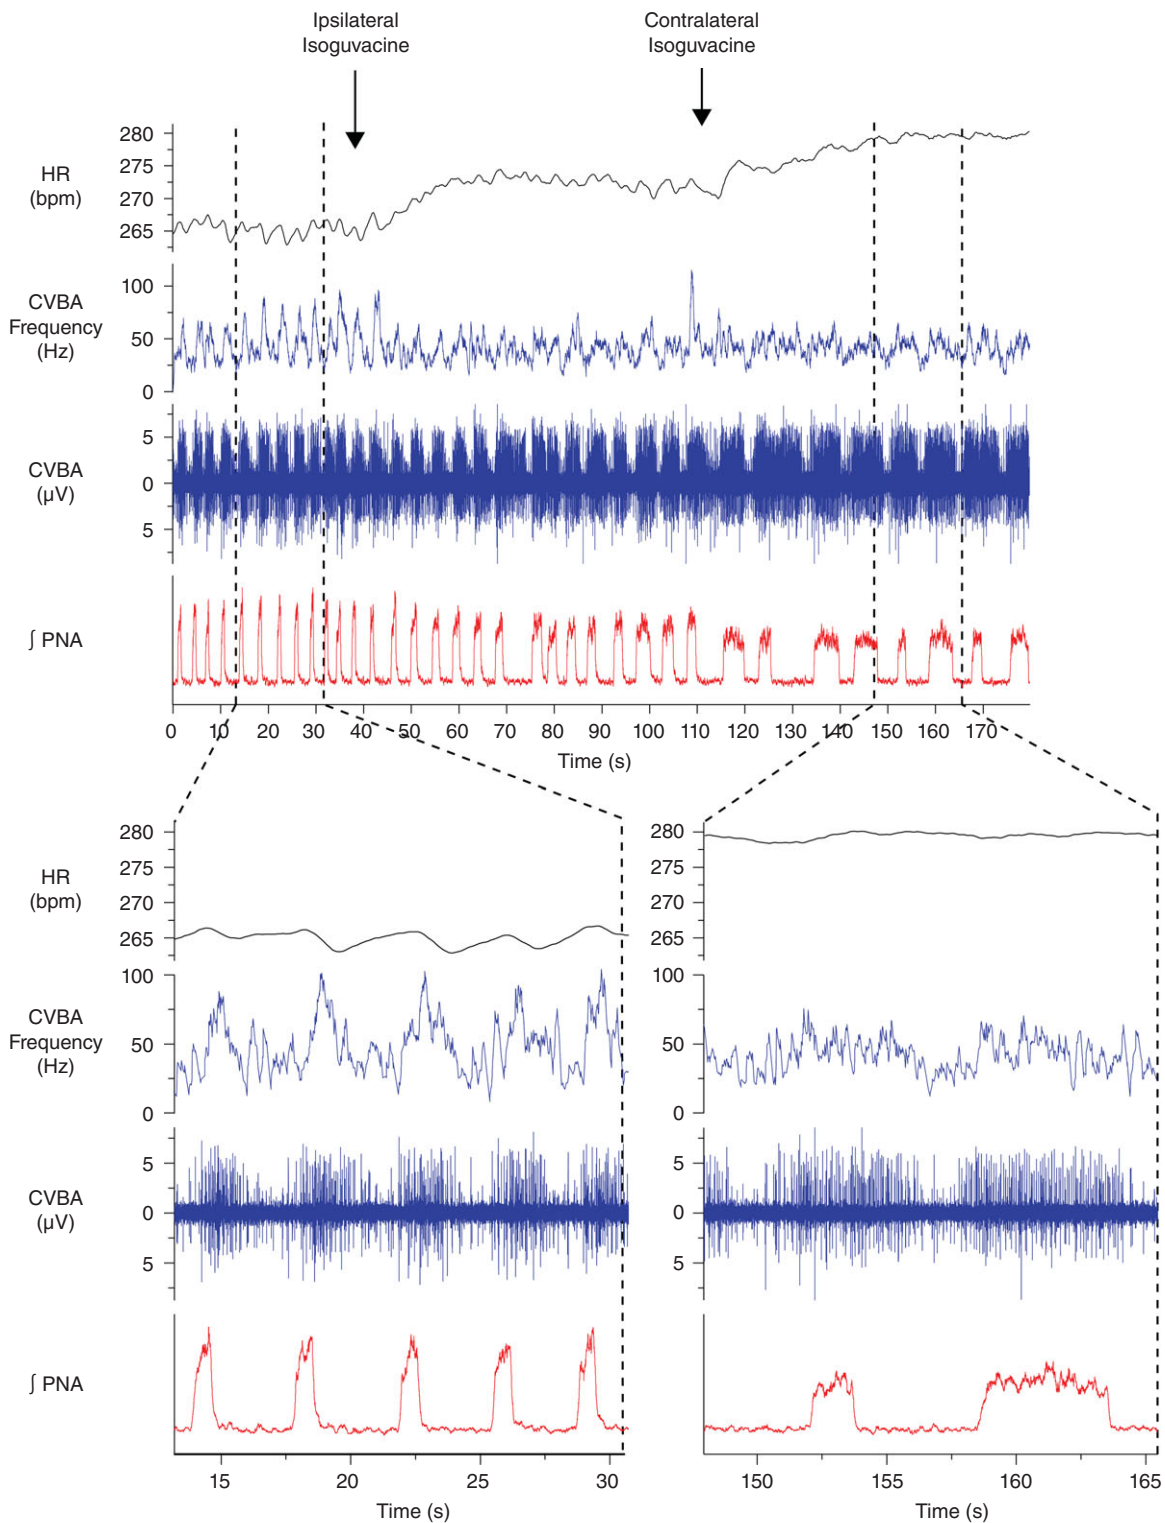 Ipsilateral
Isoguvacine
Contralateral
Isoguvacine
HR
(bpm)
280
275
270
265
CVBA
Frequency
(Hz)
100
50
0
CVBA
(µV)
5
0
5
∫ PNA
0 10 20 30 40 50 60 70 80 90 100 110 120 130 140 150 160 170
Time (s)
HR
(bpm)
280
275
270
265
280
275
270
265
CVBA
Frequency
(Hz)
100
50
0
100
50
0
CVBA
(µV)
5
0
5
5
0
5
∫ PNA
15 20 25 30
Time (s)
150 155 160 165
Time (s)